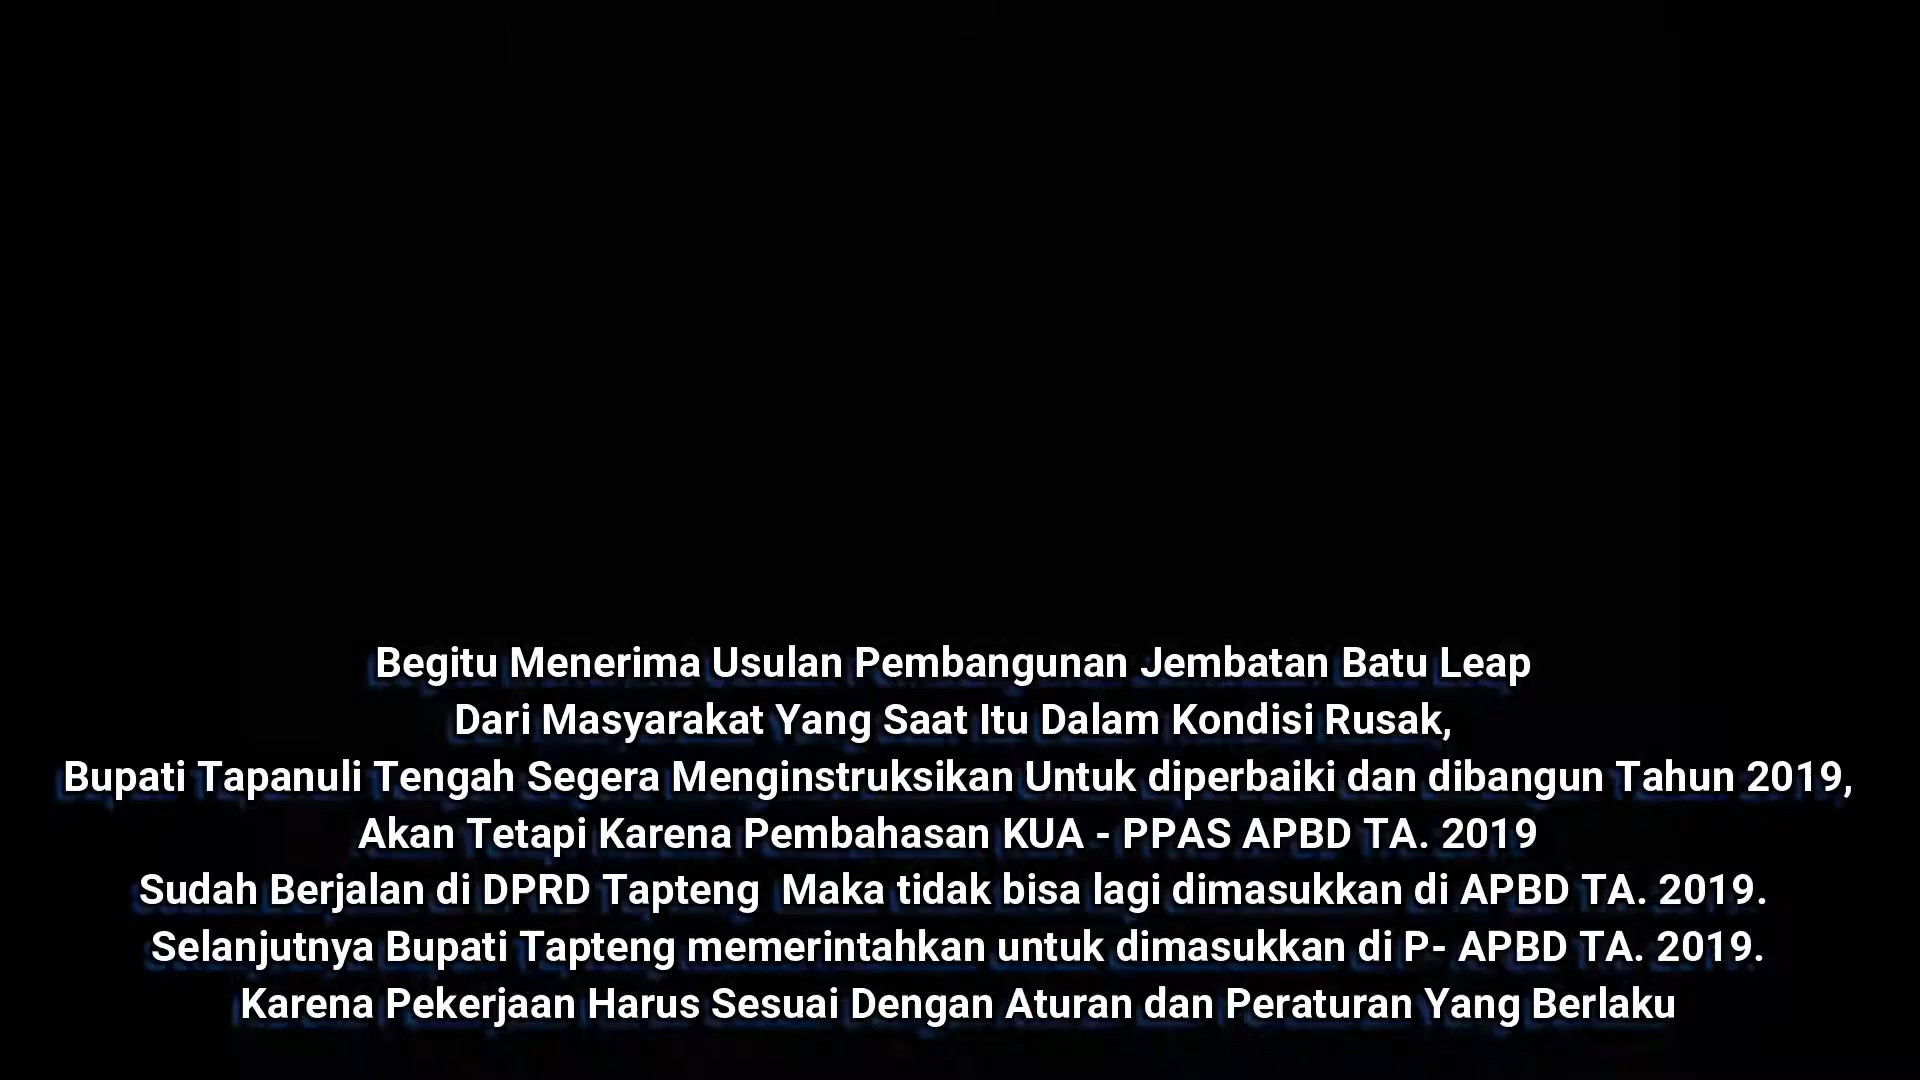 Begitu Menerima Usulan Pembangunan Jembatan Batu Leap
Dari Masyarakat Yang Saat Itu Dalam Kondisi Rusak,
Bupati Tapanuli Tengah Segera Menginstruksikan Untuk diperbaiki dan dibangun Tahun 2019,
Akan Tetapi Karena Pembahasan KUA - PPAS APBD TA. 2019
Sudah Berjalan di DPRD Tapteng  Maka tidak bisa lagi dimasukkan di APBD TA. 2019.
Selanjutnya Bupati Tapteng memerintahkan untuk dimasukkan di P- APBD TA. 2019.
Karena Pekerjaan Harus Sesuai Dengan Aturan dan Peraturan Yang Berlaku